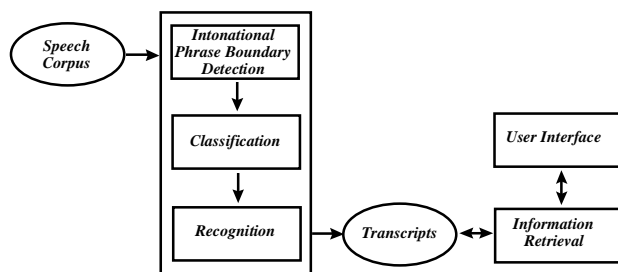 Speech
Corpus
Intonational
Phrase Boundary
Detection
Classification
Recognition
Transcripts
User Interface
Information
Retrieval